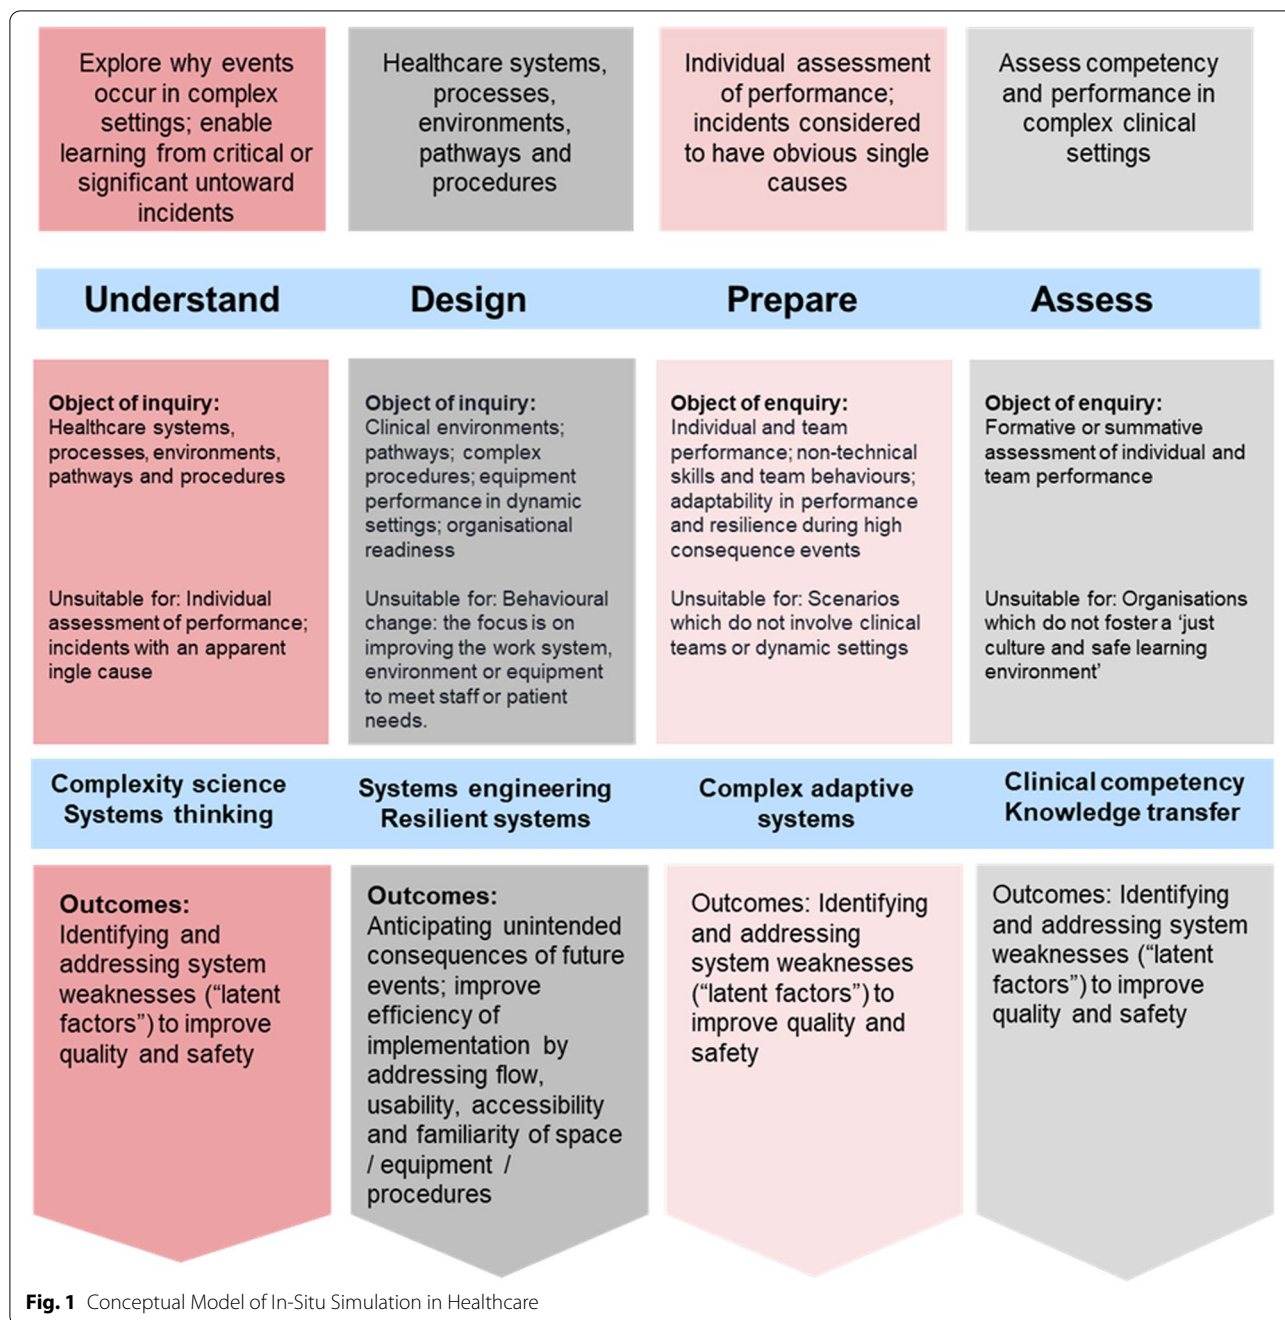 Explore why events
occur in complex
settings; enable
learning from critical or
significant untoward
incidents
Healthcare systems,
processes,
environments,
pathways and
procedures
Individual assessment
of performance;
incidents considered
to have obvious single
causes
Assess competency
and performance in
complex clinical
settings
Understand
Design
Prepare
Assess
Object of inquiry:
Healthcare systems,
processes, environments,
pathways and procedures
Unsuitable for: Individual
assessment of performance;
incidents with an apparent
ingle cause
Object of inquiry:
Clinical environments;
pathways; complex
procedures; equipment
performance in dynamic
settings; organisational
readiness
Unsuitable for: Behavioural
change: the focus is on
improving the work system,
environment or equipment
to meet staff or patient
needs.
Object of enquiry:
Individual and team
performance; non-technical
skills and team behaviours;
adaptability in performance
and resilience during high
consequence events
Unsuitable for: Scenarios
which do not involve clinical
teams or dynamic settings
Object of enquiry:
Formative or summative
assessment of individual and
team performance
Unsuitable for: Organisations
which do not foster a ‘just
culture and safe learning
environment’
Complexity science
Systems thinking
Systems engineering
Resilient systems
Complex adaptive
systems
Clinical competency
Knowledge transfer
Outcomes:
Identifying and
addressing system
weaknesses (“latent
factors”) to improve
quality and safety
Outcomes:
Anticipating unintended
consequences of future
events; improve
efficiency of
implementation by
addressing flow,
usability, accessibility
and familiarity of space
/ equipment /
procedures
Outcomes: Identifying
and addressing
system weaknesses
(“latent factors”) to
improve quality and
safety
Outcomes: Identifying
and addressing system
weaknesses (“latent
factors”) to improve
quality and safety
Fig. 1 Conceptual Model of In-Situ Simulation in Healthcare